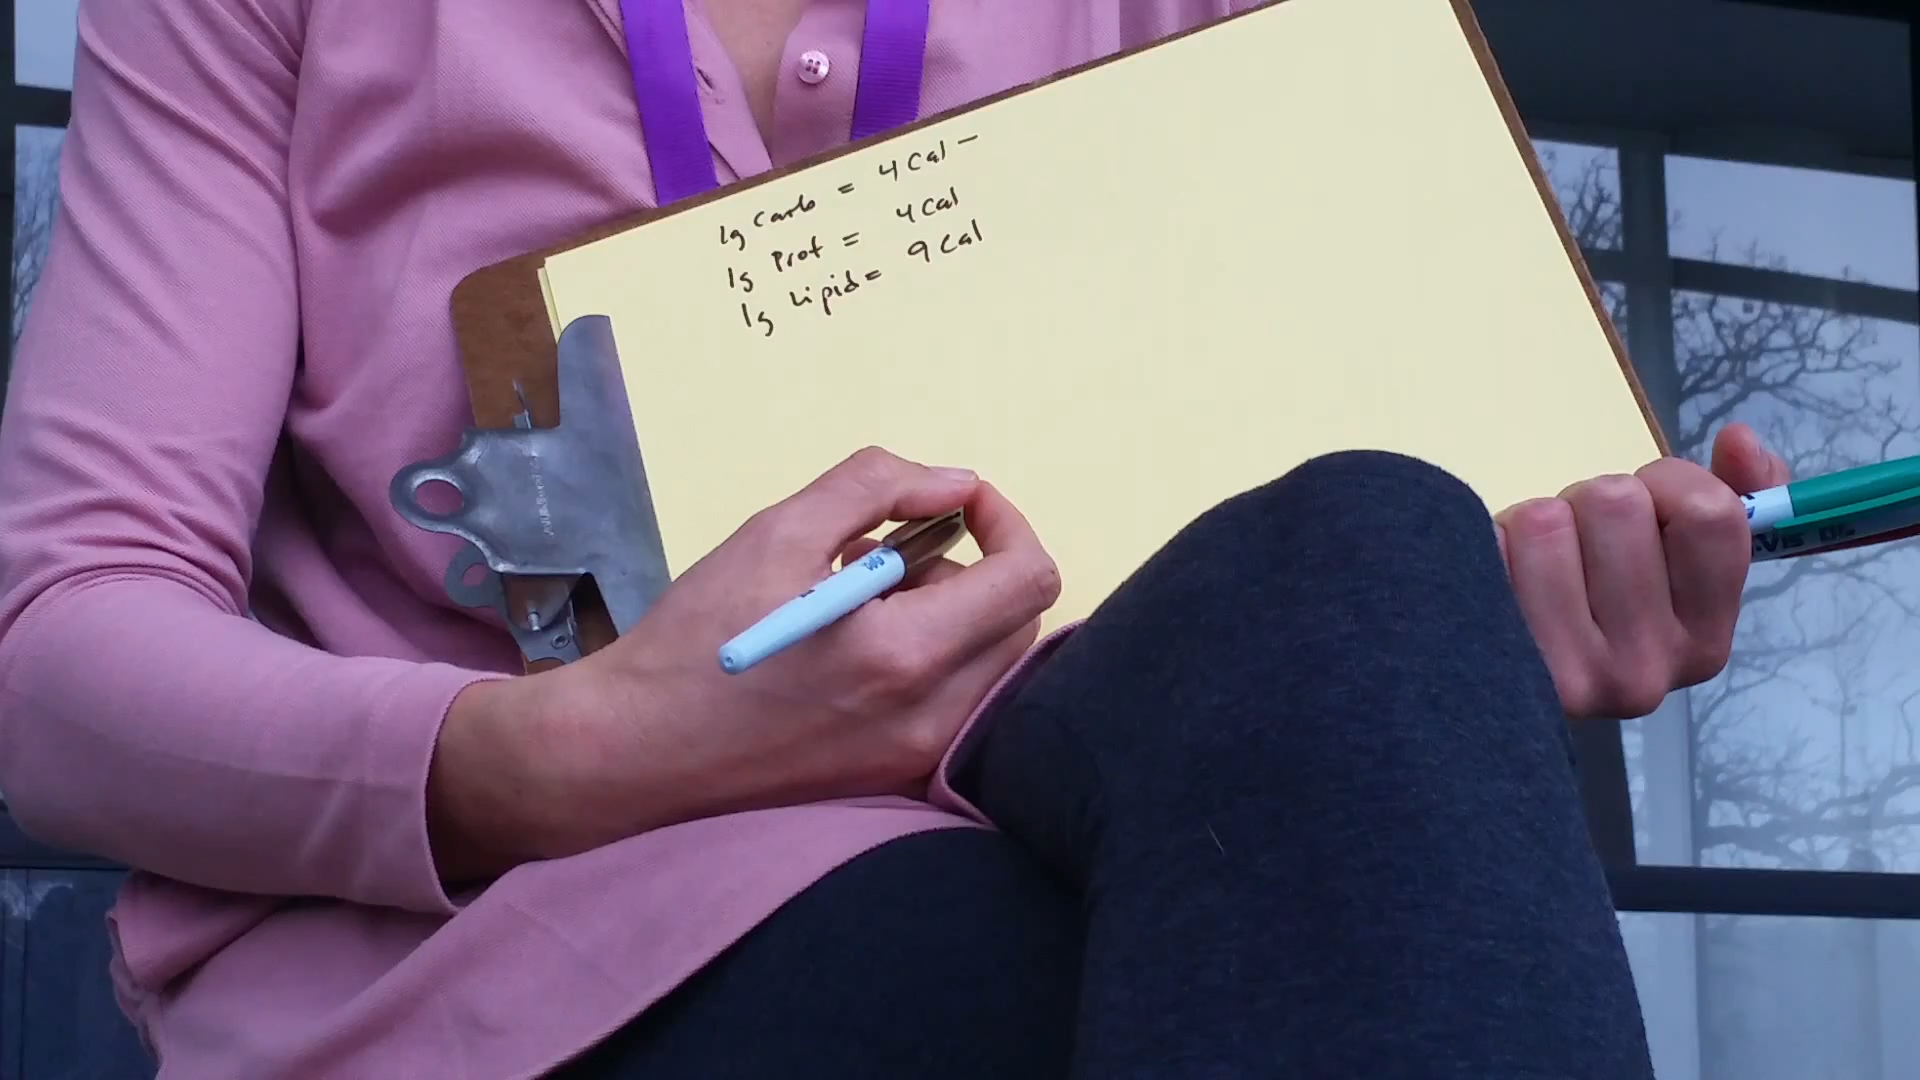 1g Carb = 4 Cal –
1g Prot = 4 Cal
1g Lipid = 9 Cal